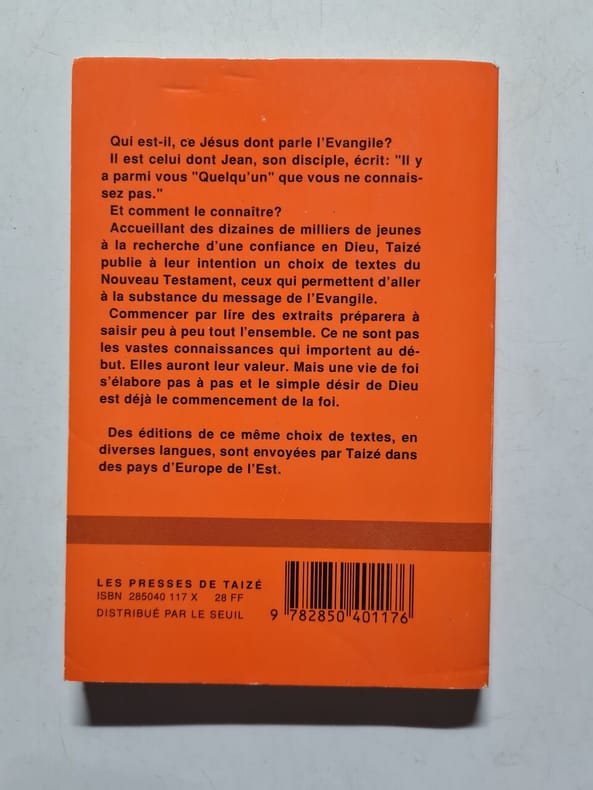 Qui est-il, ce Jésus dont parle l'Evangile?
Il est celui dont Jean, son disciple, écrit: "Il y
a parmi vous "Quelqu'un" que vous ne connais-
sez pas."
Et comment le connaître?
Accueillant des dizaines de milliers de jeunes
à la recherche d'une confiance en Dieu, Taizé
publie à leur intention un choix de textes du
Nouveau Testament, ceux qui permettent d'aller
à la substance du message de l'Evangile.
Commencer par lire des extraits préparera à
saisir peu à peu tout l'ensemble. Ce ne sont pas
les vastes connaissances qui importent au dé-
but. Elles auront leur valeur. Mais une vie de foi
s'élabore pas à pas et le simple désir de Dieu
est déjà le commencement de la foi.
Des éditions de ce même choix de textes, en
diverses langues, sont envoyées par Taizé dans
des pays d'Europe de l'Est.
LES PRESSES DE TAIZÉ
ISBN 285040 117 X 28 FF
DISTRIBUÉ PAR LE SEUIL
9 782850 401176